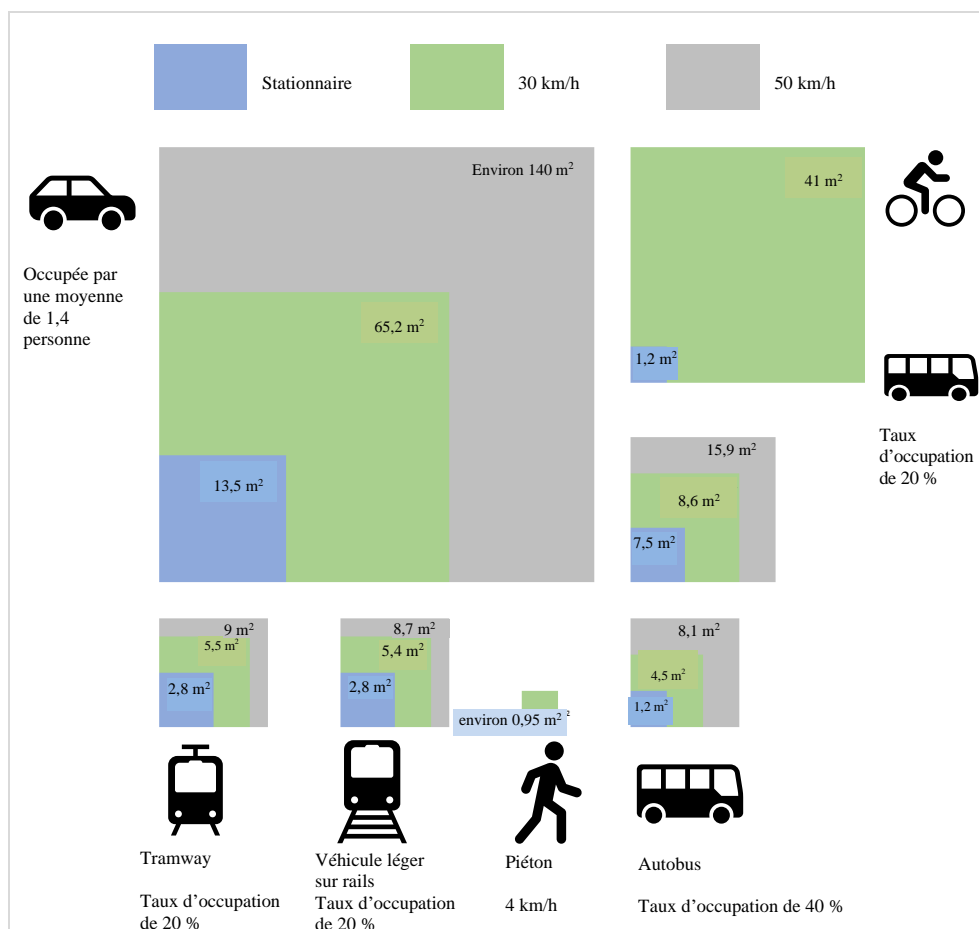 Stationnaire
30 km/h
50 km/h
Environ 140 m²
41 m²
Occupée par
une moyenne
de 1,4
personne
65,2 m²
1,2 m²
Taux
d’occupation
de 20 %
15,9 m²
13,5 m²
8,6 m²
7,5 m²
9 m²
5,5 m²
2,8 m²
8,7 m²
5,4 m²
2,8 m²
environ 0,95 m² ²
8,1 m²
4,5 m²
1,2 m²
Tramway
Taux d’occupation
de 20 %
Véhicule léger
sur rails
Taux d’occupation
de 20 %
Piéton
4 km/h
Autobus
Taux d’occupation de 40 %